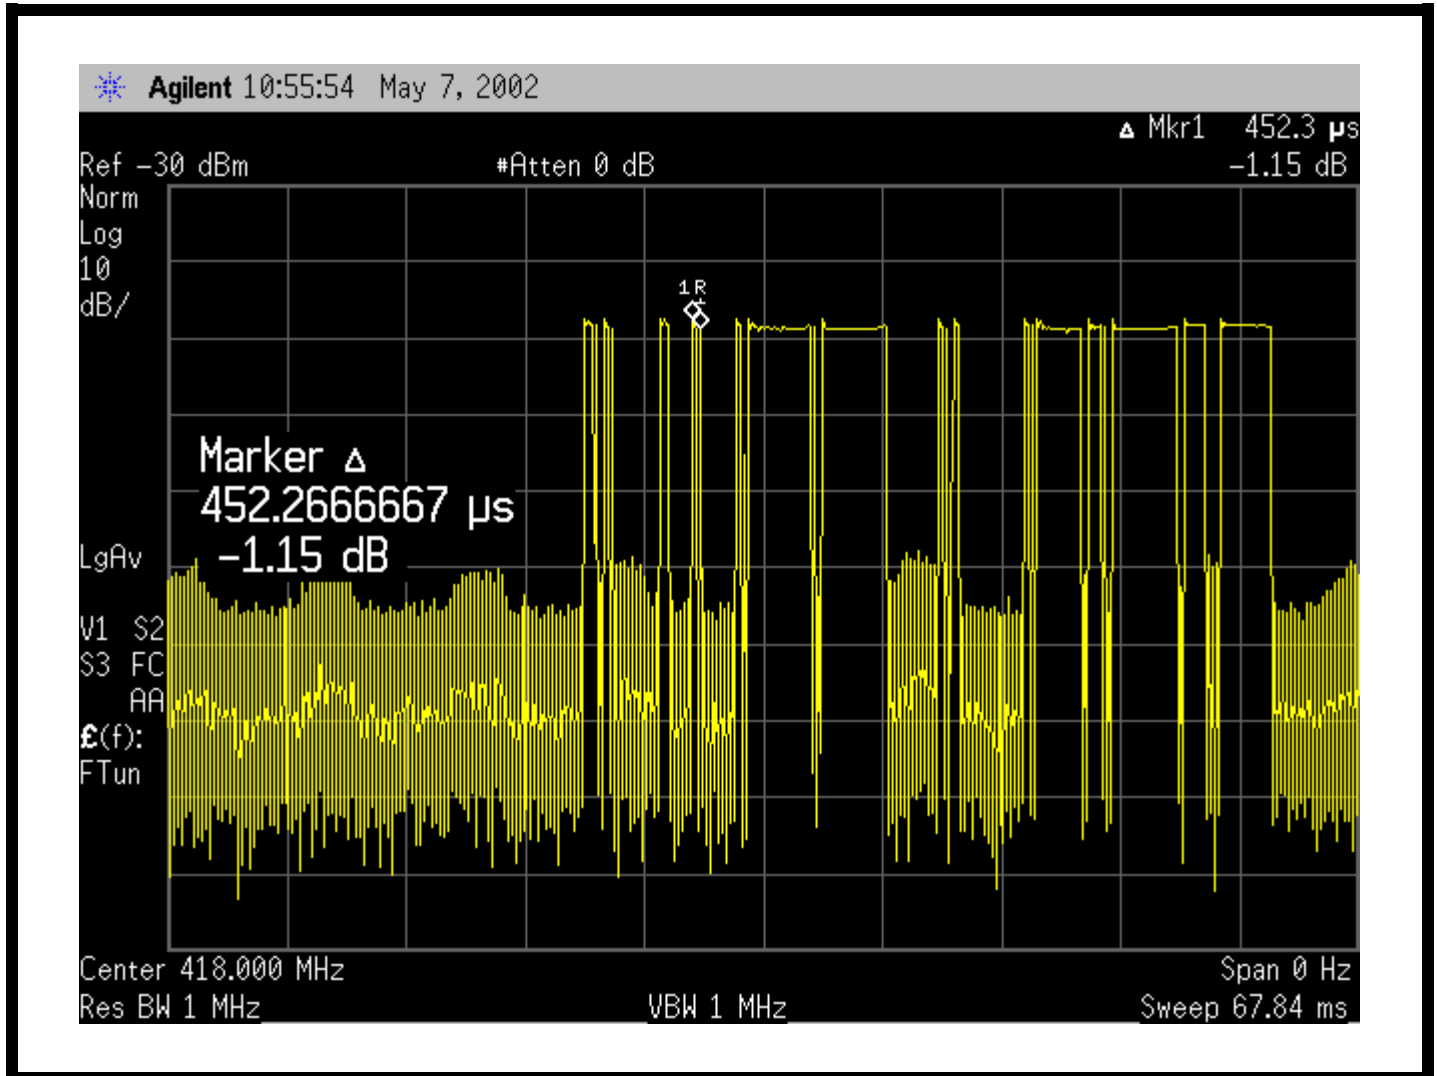 Agilent 10:55:54 May 7, 2002
Δ Mkr1 452.3 µs
Ref −30 dBm #Atten 0 dB −1.15 dB
Norm
Log
10
dB/
1R
Marker Δ
452.2666667 µs
−1.15 dB
LgAv
V1 S2
S3 FC
AA
£(f):
FTun
Center 418.000 MHz Span 0 Hz
Res BW 1 MHz VBW 1 MHz Sweep 67.84 ms